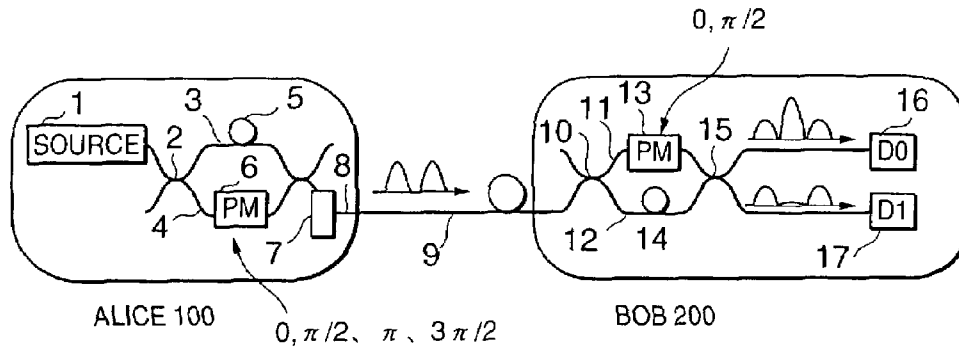 0, π/2
1
SOURCE
2
3
5
6
PM
4
7
8
9
10
11
13
PM
12
14
15
16
D0
D1
17
ALICE 100
0, π/2、 π 、3π/2
BOB 200